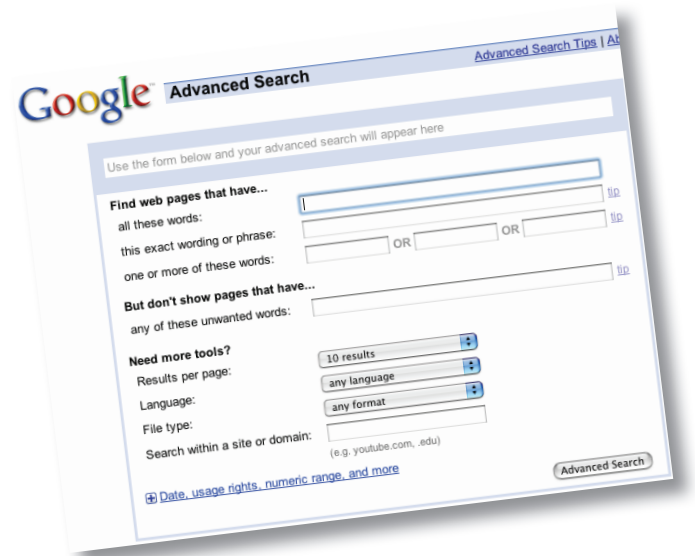 Google™ Advanced Search
Advanced Search Tips |
Use the form below and your advanced search will appear here
Find web pages that have...
all these words:
this exact wording or phrase: tip
one or more of these words: OR OR tip
But don't show pages that have...
any of these unwanted words: tip
Need more tools?
Results per page: 10 results
Language: any language
File type: any format
Search within a site or domain:
(e.g. youtube.com, .edu)
Date, usage rights, numeric range, and more
Advanced Search